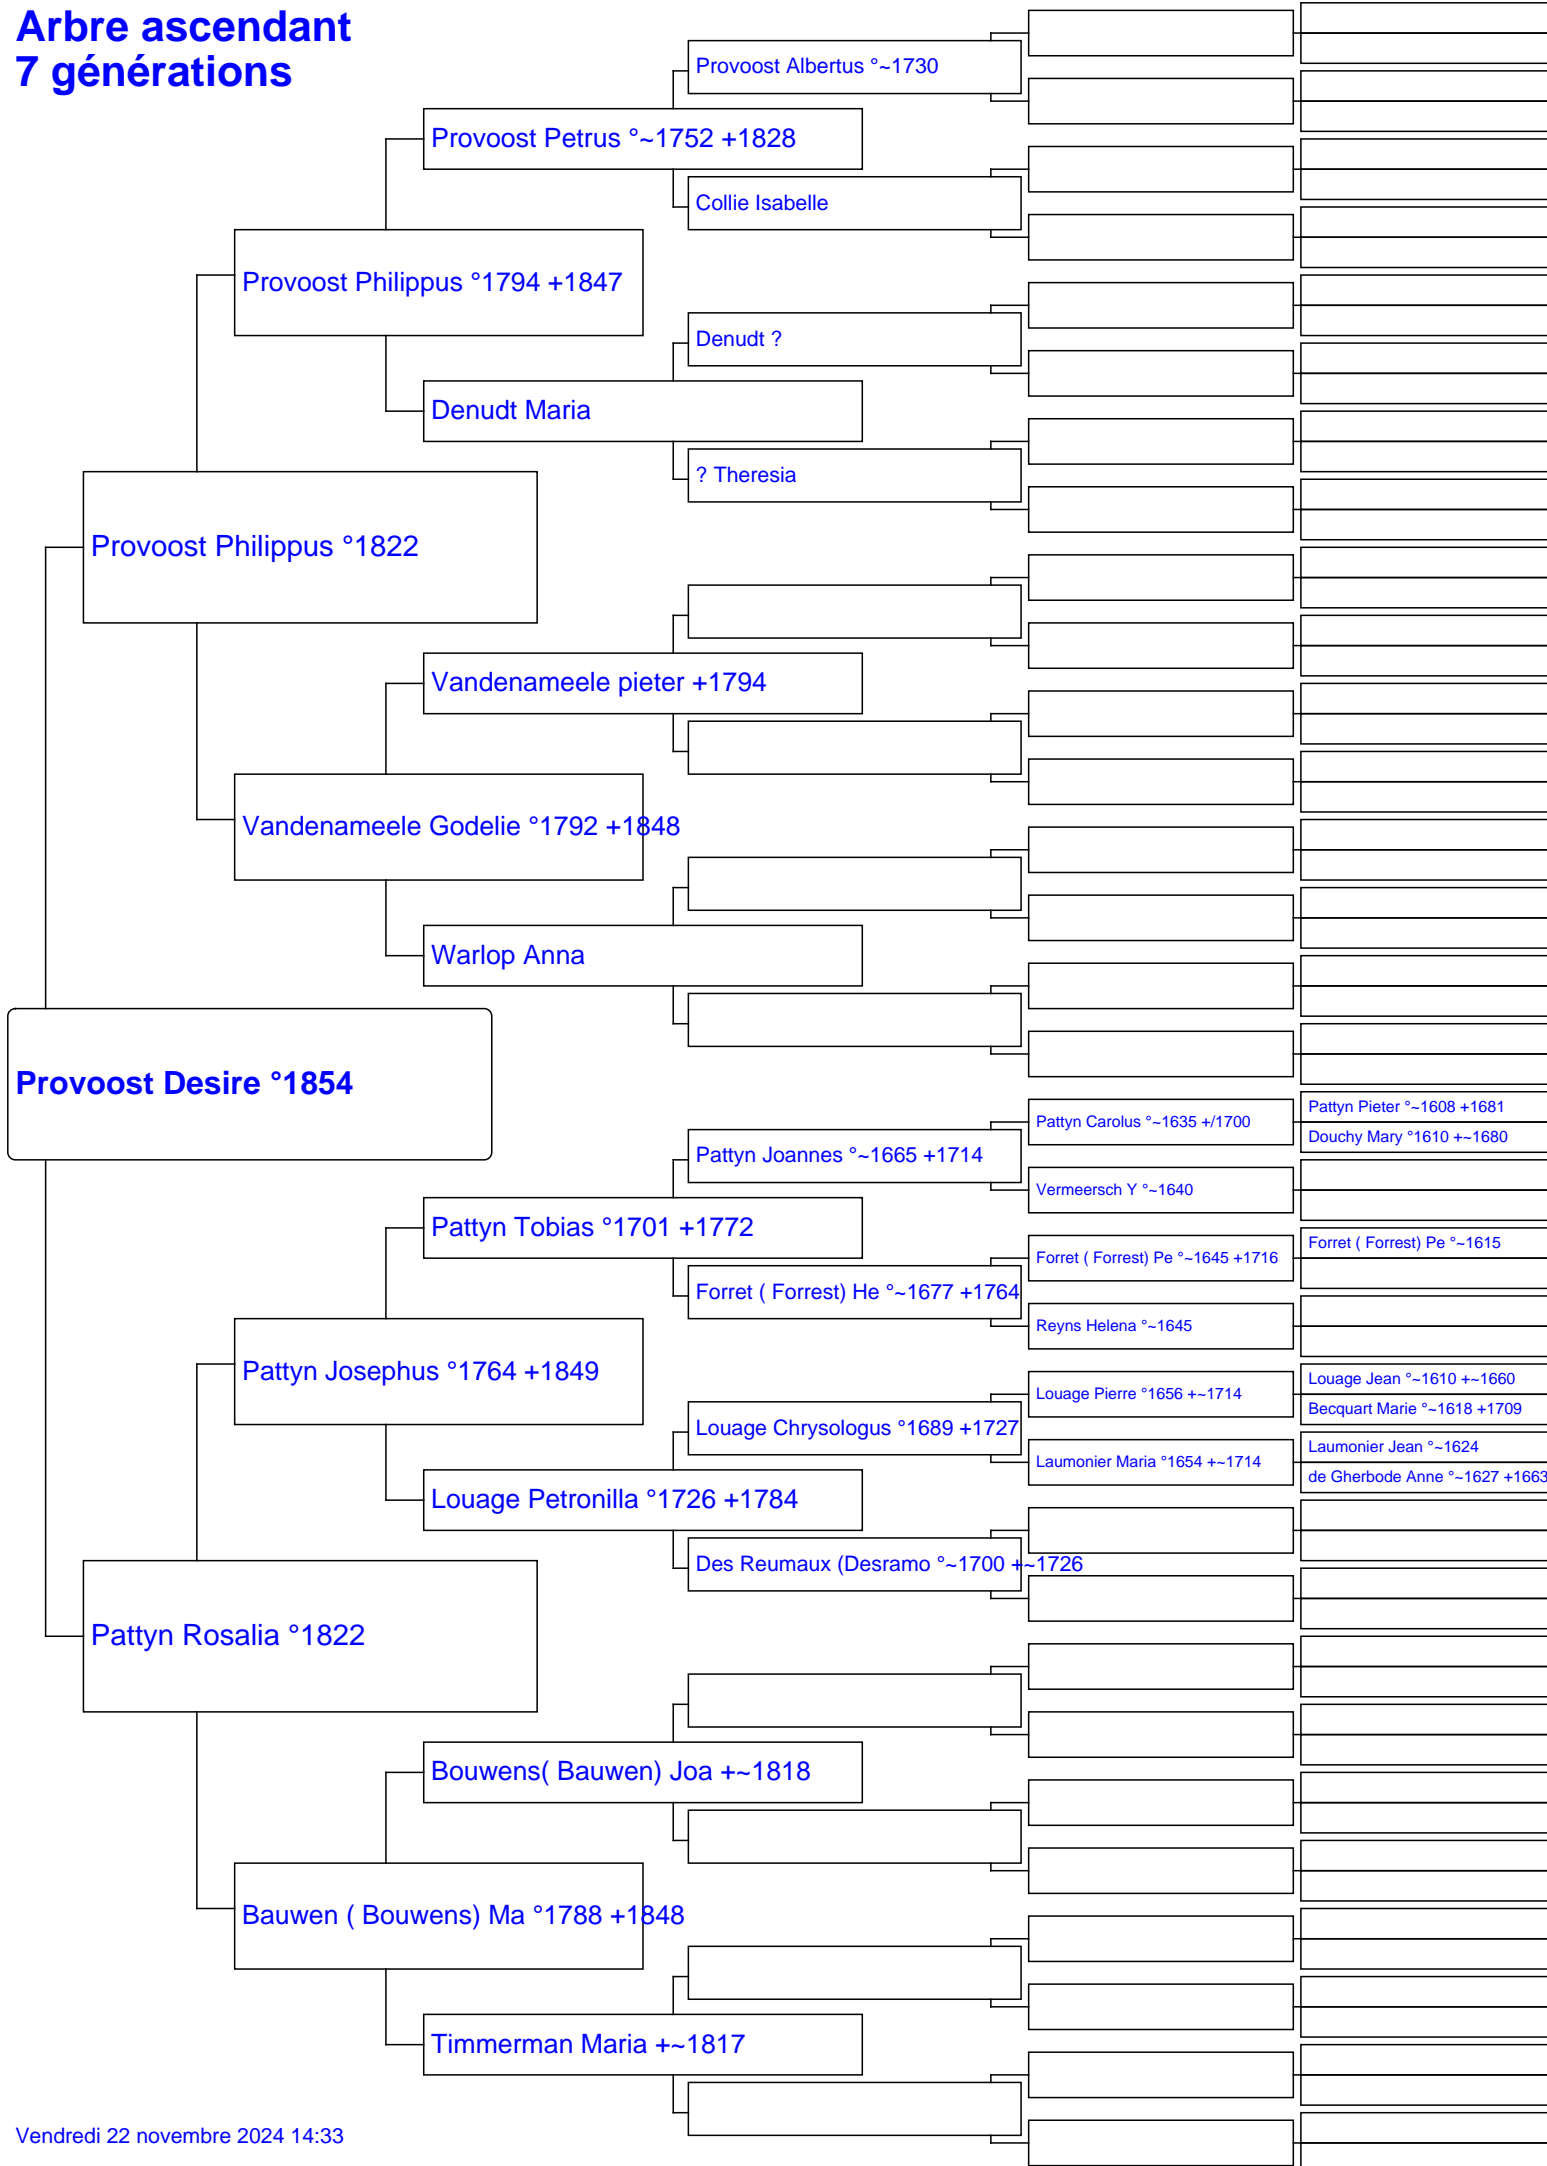 Arbre ascendant
7 générations
Provoost Albertus °~1730
Provoost Petrus °~1752 +1828
Collie Isabelle
Provoost Philippus °1794 +1847
Denudt ?
Denudt Maria
? Theresia
Provoost Philippus °1822
Vandenameele pieter +1794
Vandenameele Godelie °1792 +1848
Warlop Anna
Provoost Desire °1854
Pattyn Pieter °~1608 +1681
Pattyn Carolus °~1635 +/1700
Douchy Mary °1610 +~1680
Pattyn Joannes °~1665 +1714
Vermeersch Y °~1640
Pattyn Tobias °1701 +1772
Forret ( Forrest) Pe °~1615
Forret ( Forrest) Pe °~1645 +1716
Forret ( Forrest) He °~1677 +1764
Reyns Helena °~1645
Pattyn Josephus °1764 +1849
Louage Jean °~1610 +~1660
Louage Pierre °1656 +~1714
Becquart Marie °~1618 +1709
Louage Chrysologus °1689 +1727
Laumonier Jean °~1624
Laumonier Maria °1654 +~1714
de Gherbode Anne °~1627 +1663
Louage Petronilla °1726 +1784
Des Reumaux (Desramo °~1700 +~1726
Pattyn Rosalia °1822
Bouwens( Bauwen) Joa +~1818
Bauwen ( Bouwens) Ma °1788 +1848
Timmerman Maria +~1817
Vendredi 22 novembre 2024 14:33